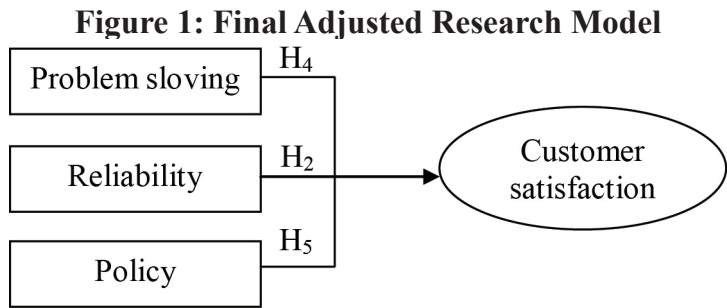 Figure 1: Final Adjusted Research Model
Problem sloving
H4
Reliability
H2
Policy
H5
Customer
satisfaction